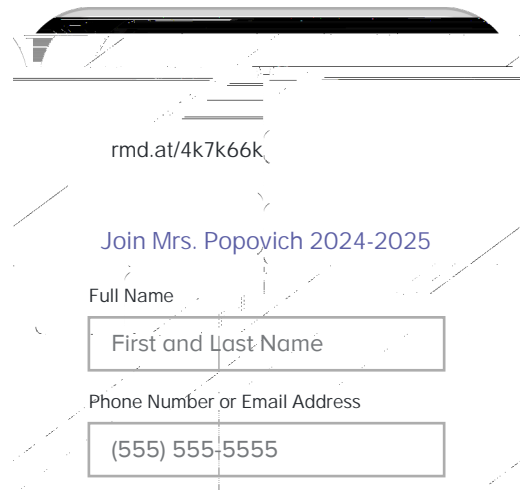 rmd.at/4k7k66k
Join Mrs. Popovich 2024-2025
Full Name
First and Last Name
Phone Number or Email Address
(555) 555-5555